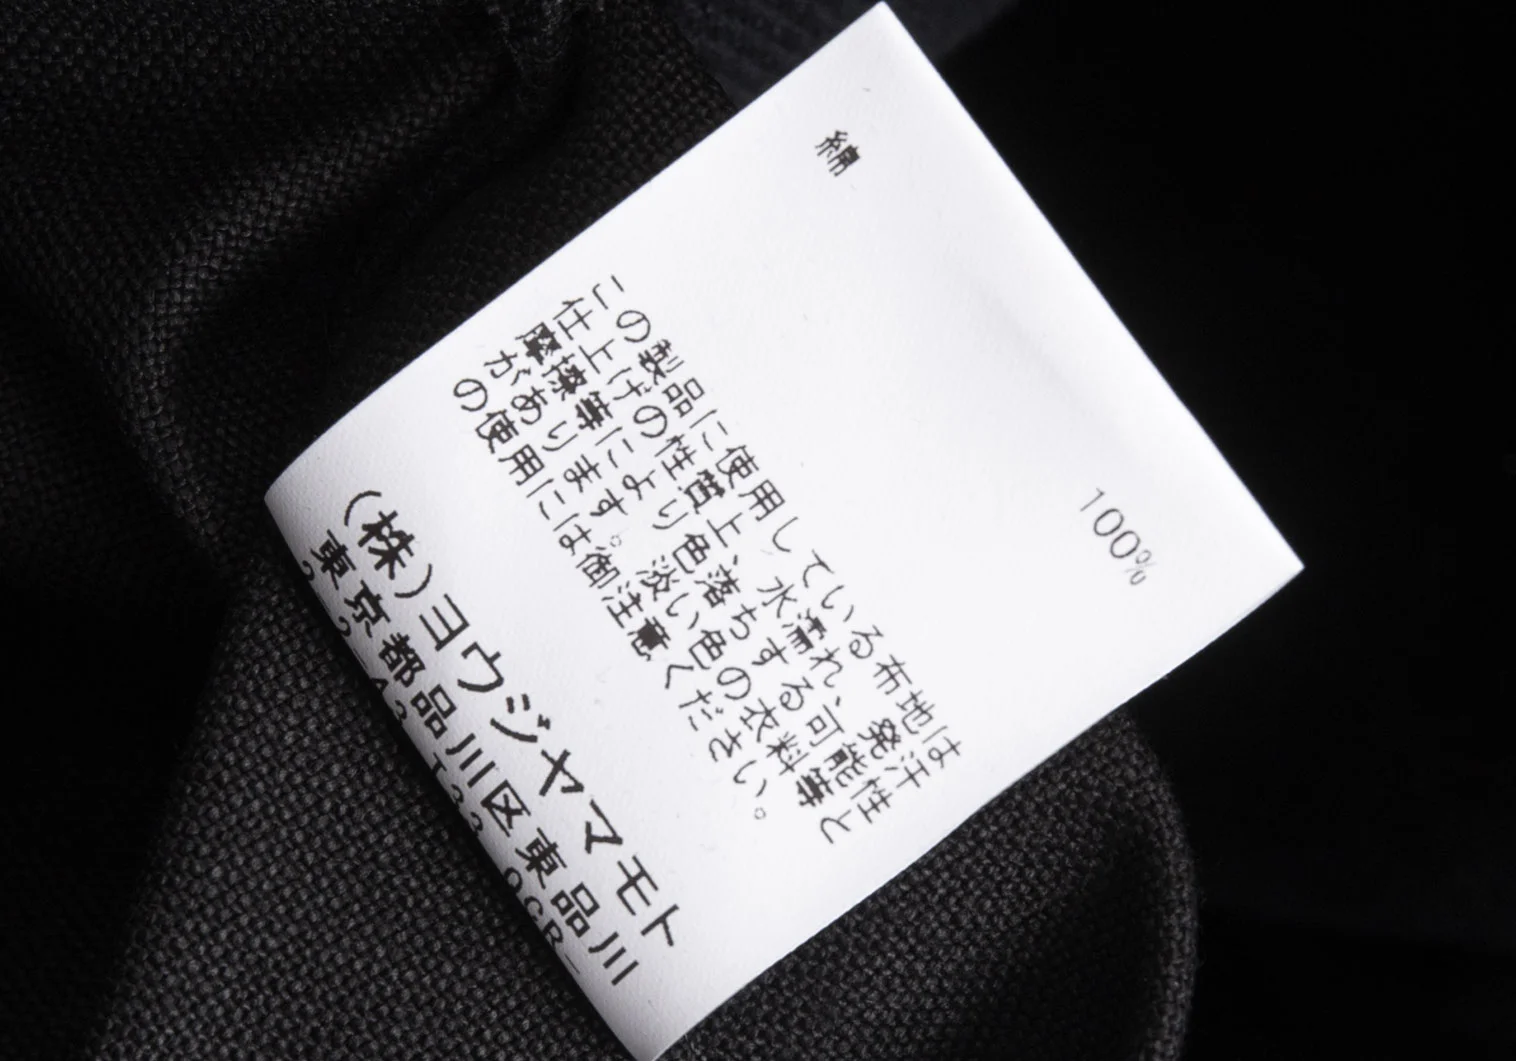 綿 100%
この製品に使用している布地は
仕上げの性質上、水濡れ、発汗
摩擦等により色落ちする可能性
があります。淡い色の衣料等と
の使用には御注意ください。
(株)ヨウジヤマモト
東京都品川区東品川